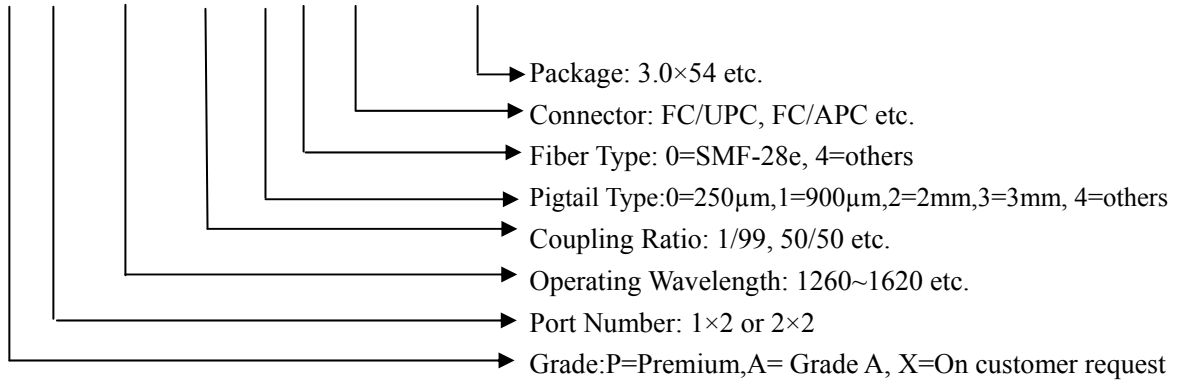 Package: 3.0×54 etc.
Connector: FC/UPC, FC/APC etc.
Fiber Type: 0=SMF-28e, 4=others
Pigtail Type:0=250µm,1=900µm,2=2mm,3=3mm, 4=others
Coupling Ratio: 1/99, 50/50 etc.
Operating Wavelength: 1260~1620 etc.
Port Number: 1×2 or 2×2
Grade:P=Premium,A= Grade A, X=On customer request